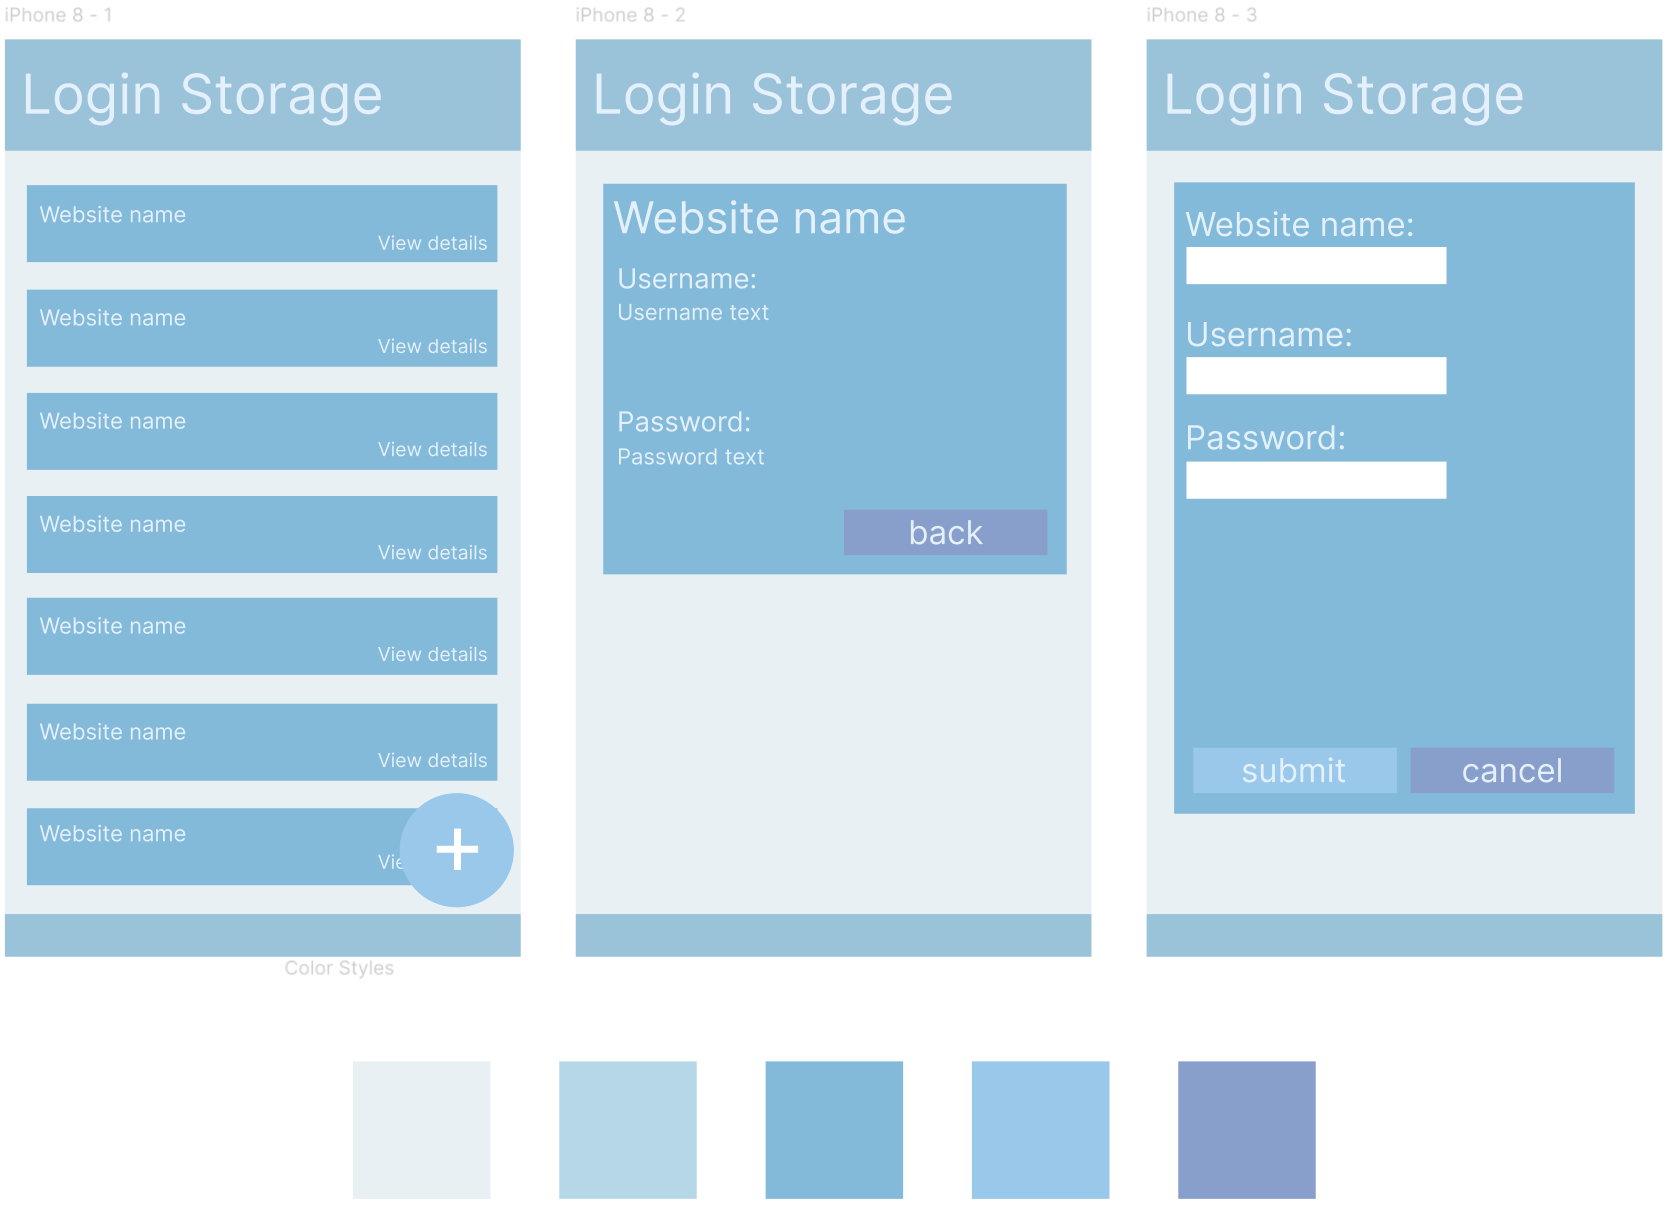 iPhone 8 - 1
Login Storage
Website name
View details
Website name
View details
Website name
View details
Website name
View details
Website name
View details
Website name
View details
Website name
Vie
iPhone 8 - 2
Login Storage
Website name
Username:
Username text
Password:
Password text
back
iPhone 8 - 3
Login Storage
Website name:
Username:
Password:
submit
cancel
Color Styles